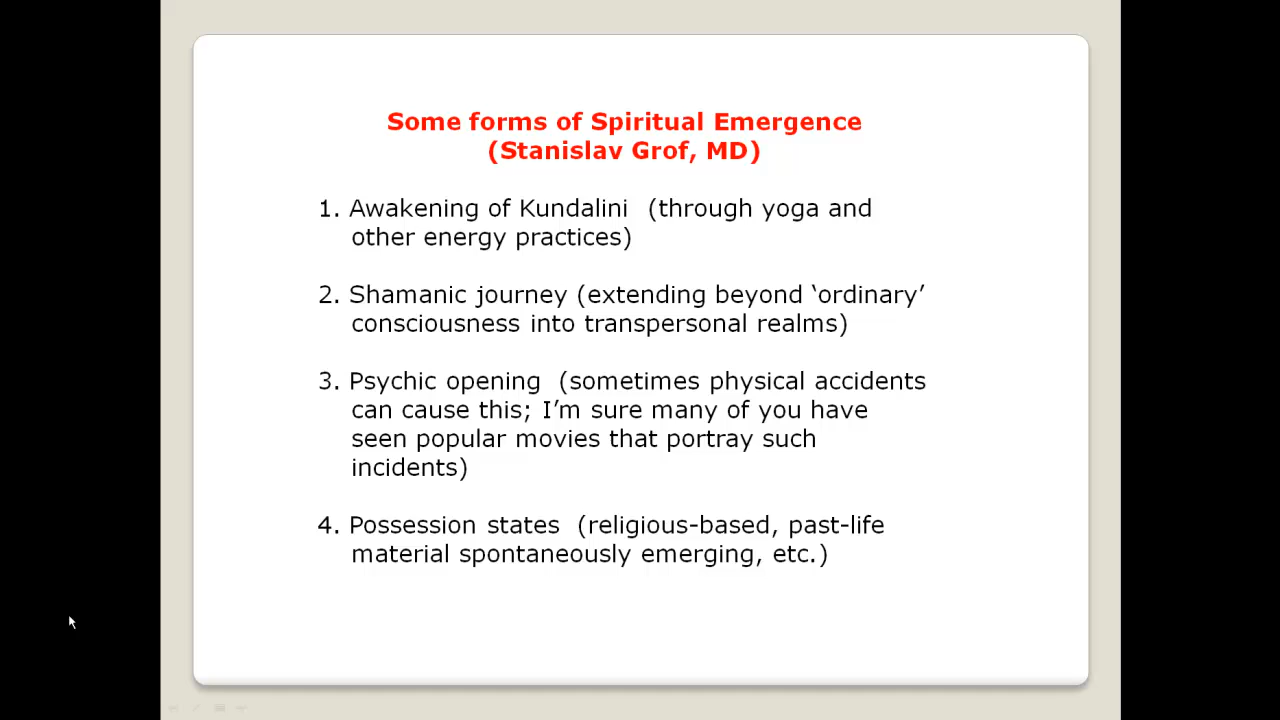 Some forms of Spiritual Emergence
(Stanislav Grof, MD)
1. Awakening of Kundalini  (through yoga and
other energy practices)
2. Shamanic journey (extending beyond ‘ordinary’
consciousness into transpersonal realms)
3. Psychic opening  (sometimes physical accidents
can cause this; I’m sure many of you have
seen popular movies that portray such
incidents)
4. Possession states  (religious-based, past-life
material spontaneously emerging, etc.)